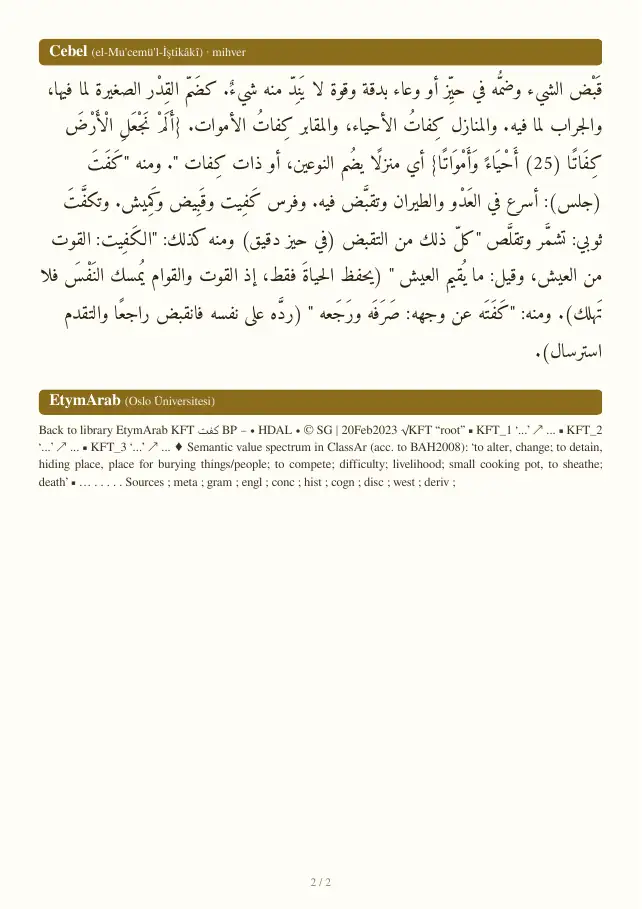 Cebel (el-Mu'cemü'l-İştikâkî) · mihver
قَبْض الشيء وضمُّه في حيِّز أو وعاء بدقة وقوة لا يَنِدّ منه شيءٌ. كضَمّ القِدْر الصغيرة لما فيها،
والجراب لما فيه. والمنازل كِفاتُ الأحياء، والمقابر كِفاتُ الأموات. {أَلَمْ نَجْعَلِ الْأَرْضَ
كِفَاتًا (25) أَحْيَاءً وَأَمْوَاتًا} أي منزلًا يضُم النوعين، أو ذات كِفات ". ومنه "كَفَتَ
(جلس): أسرع في العَدْو والطيران وتقبَّض فيه. وفرس كَفِيت وقَبِيض وكَمِيش. وتكفَّتَ
ثوبي: تشمَّر وتقلَّص "كلّ ذلك من التقبض (في حيز دقيق) ومنه كذلك: "الكَفِيت: القوت
من العيش، وقيل: ما يُقيم العيش " (يحفظ الحياةَ فقط، إذ القوت والقوام يُمسك النَفْسَ فلا
تَهلك). ومنه: "كَفَتَه عن وجهه: صَرَفَه ورَجَعه " (ردَّه على نفسه فانقبض راجعًا والتقدم
استرسال).
EtymArab (Oslo Üniversitesi)
Back to library EtymArab KFT كفت BP – • HDAL • © SG | 20Feb2023 √KFT “root” ▪ KFT_1 ‘...’ ↗ ... ▪ KFT_2
‘...’ ↗ ... ▪ KFT_3 ‘...’ ↗ ... ♦ Semantic value spectrum in ClassAr (acc. to BAH2008): ‘to alter, change; to detain,
hiding place, place for burying things/people; to compete; difficulty; livelihood; small cooking pot, to sheathe;
death’ ▪ … . . . . . Sources ; meta ; gram ; engl ; conc ; hist ; cogn ; disc ; west ; deriv ;
2 / 2